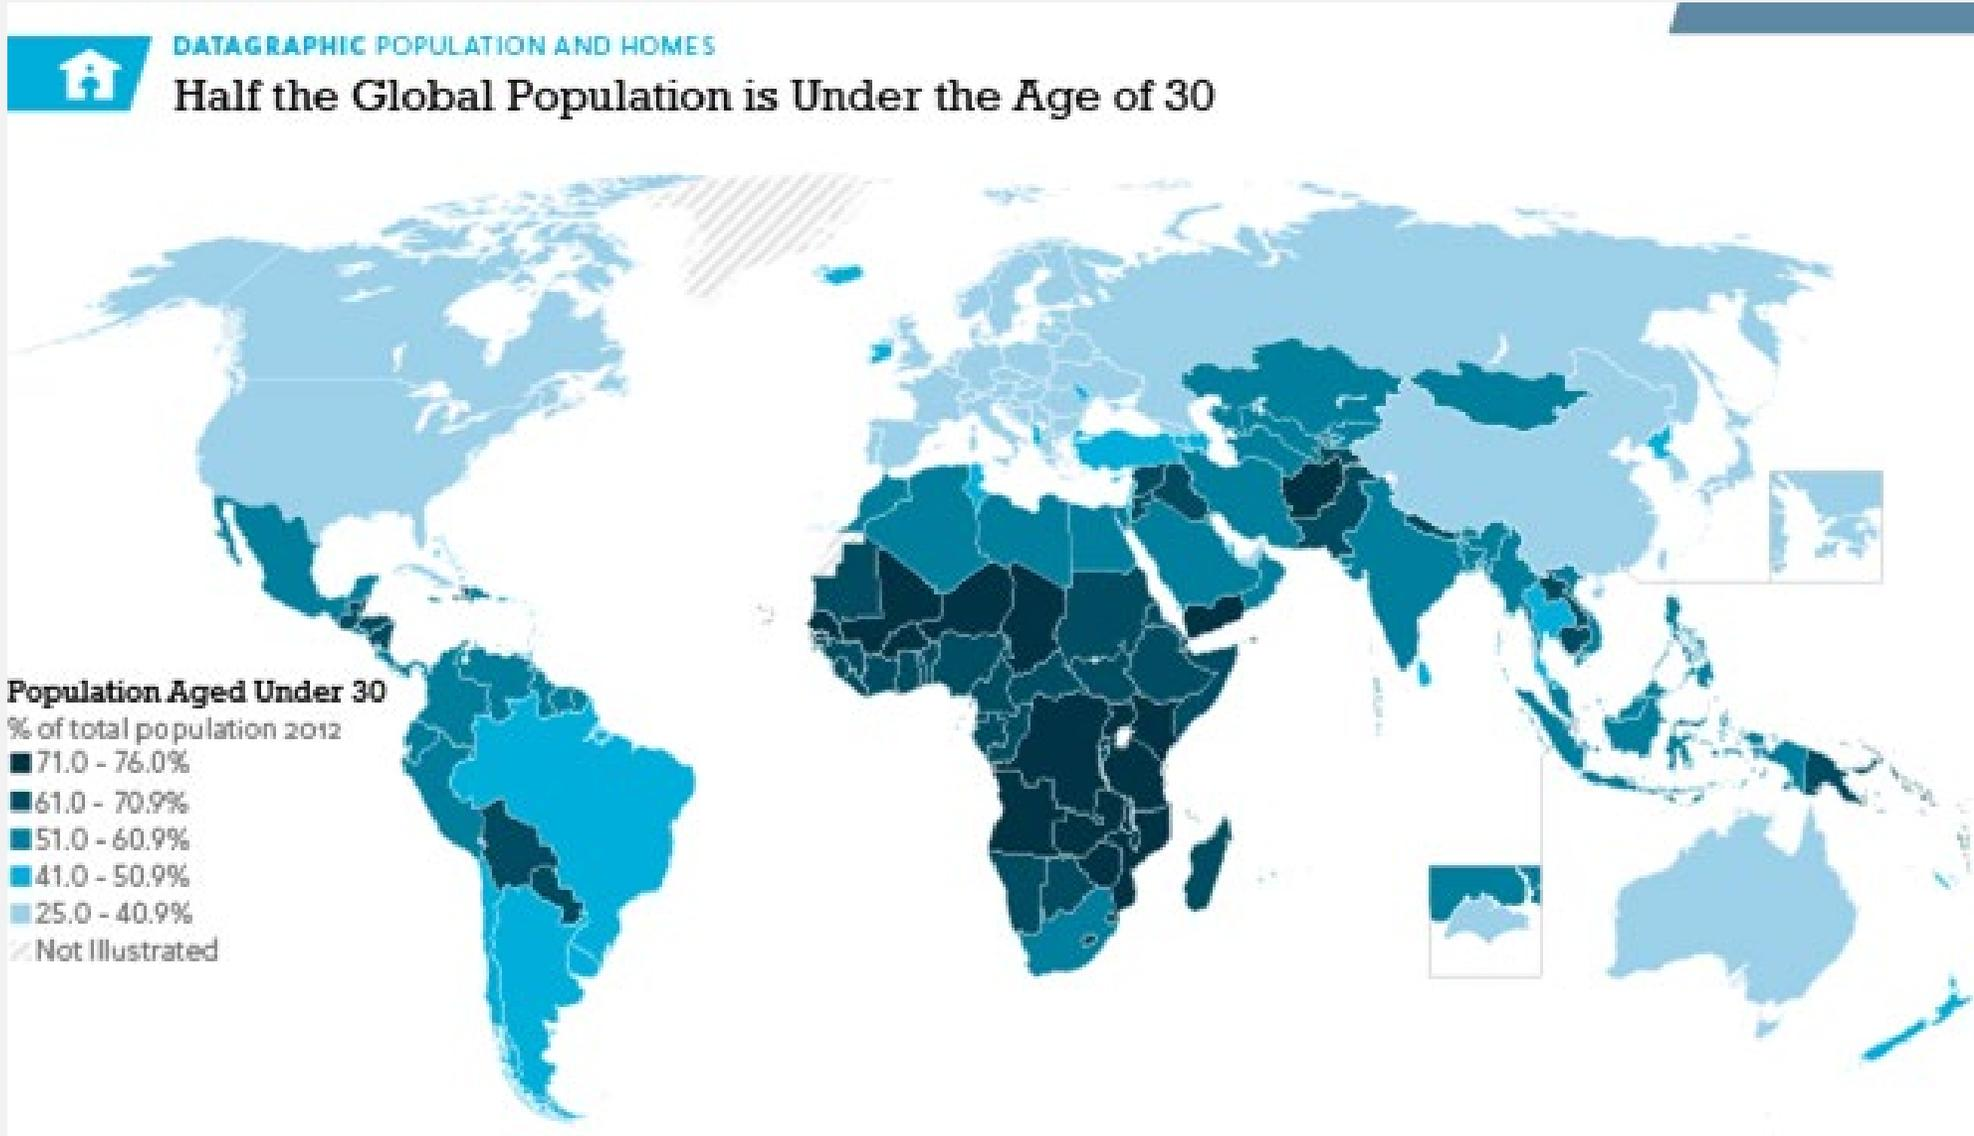 DATAGRAPHIC POPULATION AND HOMES
Half the Global Population is Under the Age of 30
Population Aged Under 30
% of total population 2012
71.0 - 76.0%
61.0 - 70.9%
51.0 - 60.9%
41.0 - 50.9%
25.0 - 40.9%
Not Illustrated